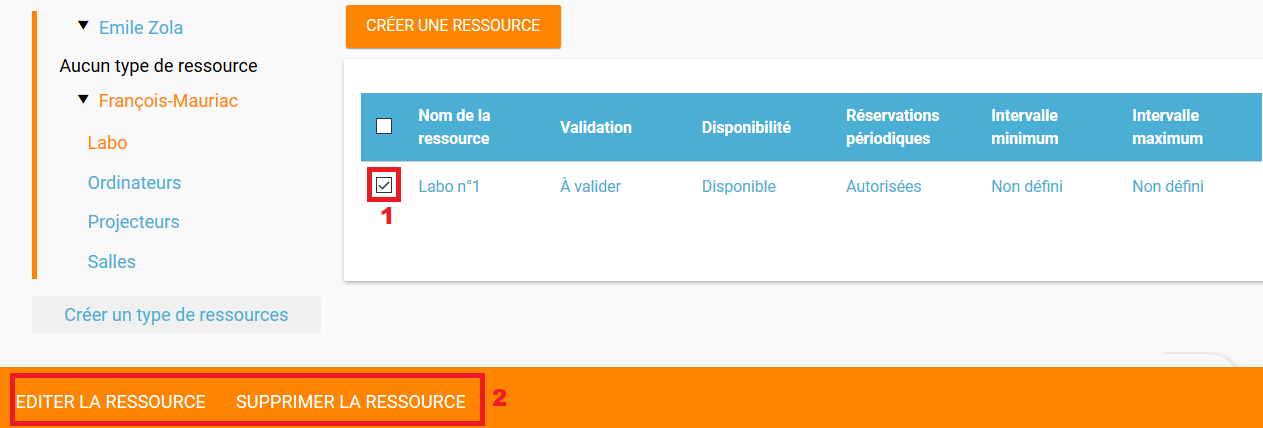 Emile Zola
Aucun type de ressource
François-Mauriac
Labo
Ordinateurs
Projecteurs
Salles
Créer un type de ressources
CRÉER UNE RESSOURCE
Nom de la ressource
Validation
Disponibilité
Réservations périodiques
Intervalle minimum
Intervalle maximum
Labo n°1
À valider
Disponible
Autorisées
Non défini
Non défini
1
EDITER LA RESSOURCE
SUPPRIMER LA RESSOURCE
2